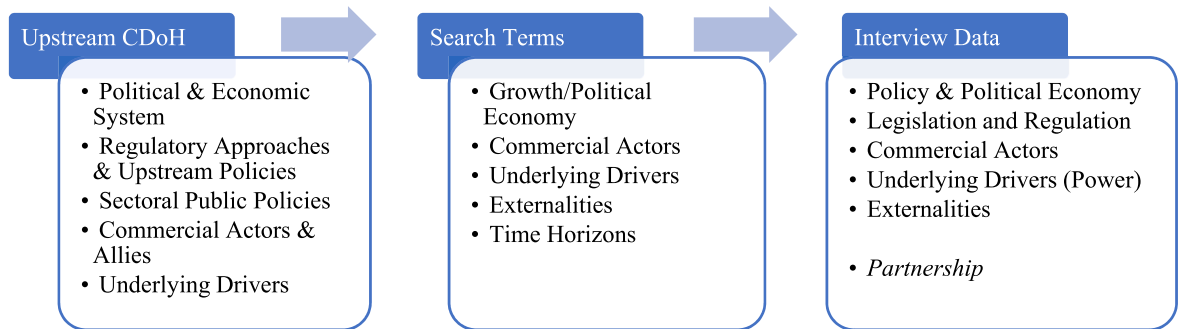 Upstream CDoH
• Political & Economic
System
• Regulatory Approaches
& Upstream Policies
• Sectoral Public Policies
• Commercial Actors &
Allies
• Underlying Drivers
Search Terms
• Growth/Political
Economy
• Commercial Actors
• Underlying Drivers
• Externalities
• Time Horizons
Interview Data
• Policy & Political Economy
• Legislation and Regulation
• Commercial Actors
• Underlying Drivers (Power)
• Externalities
• Partnership